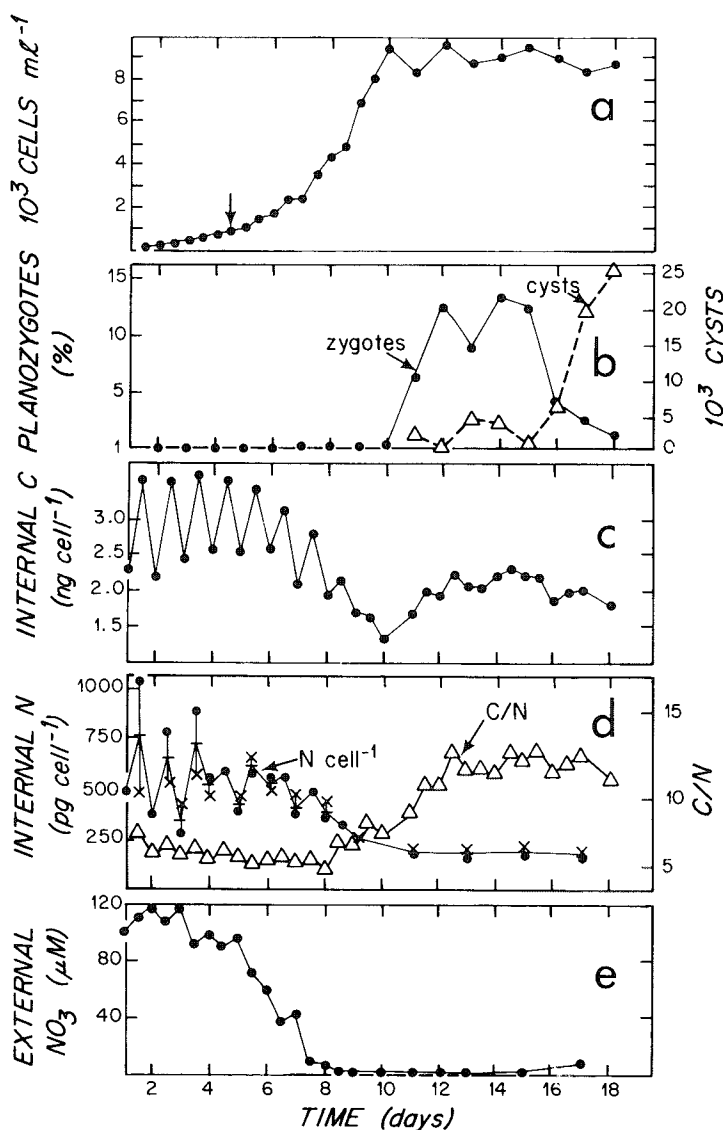 10³ CELLS mℓ⁻¹
8
6
4
2
a
PLANOZYGOTES
(%)
15
10
5
1
zygotes
cysts
b
25
20
15
10
5
0
10³ CYSTS
INTERNAL C
(ng cell⁻¹)
3.0
2.5
2.0
1.5
c
INTERNAL N
(pg cell⁻¹)
1000
750
500
250
N cell⁻¹
C/N
d
15
10
5
C/N
EXTERNAL
NO₃ (µM)
120
80
40
e
2 4 6 8 10 12 14 16 18
TIME (days)